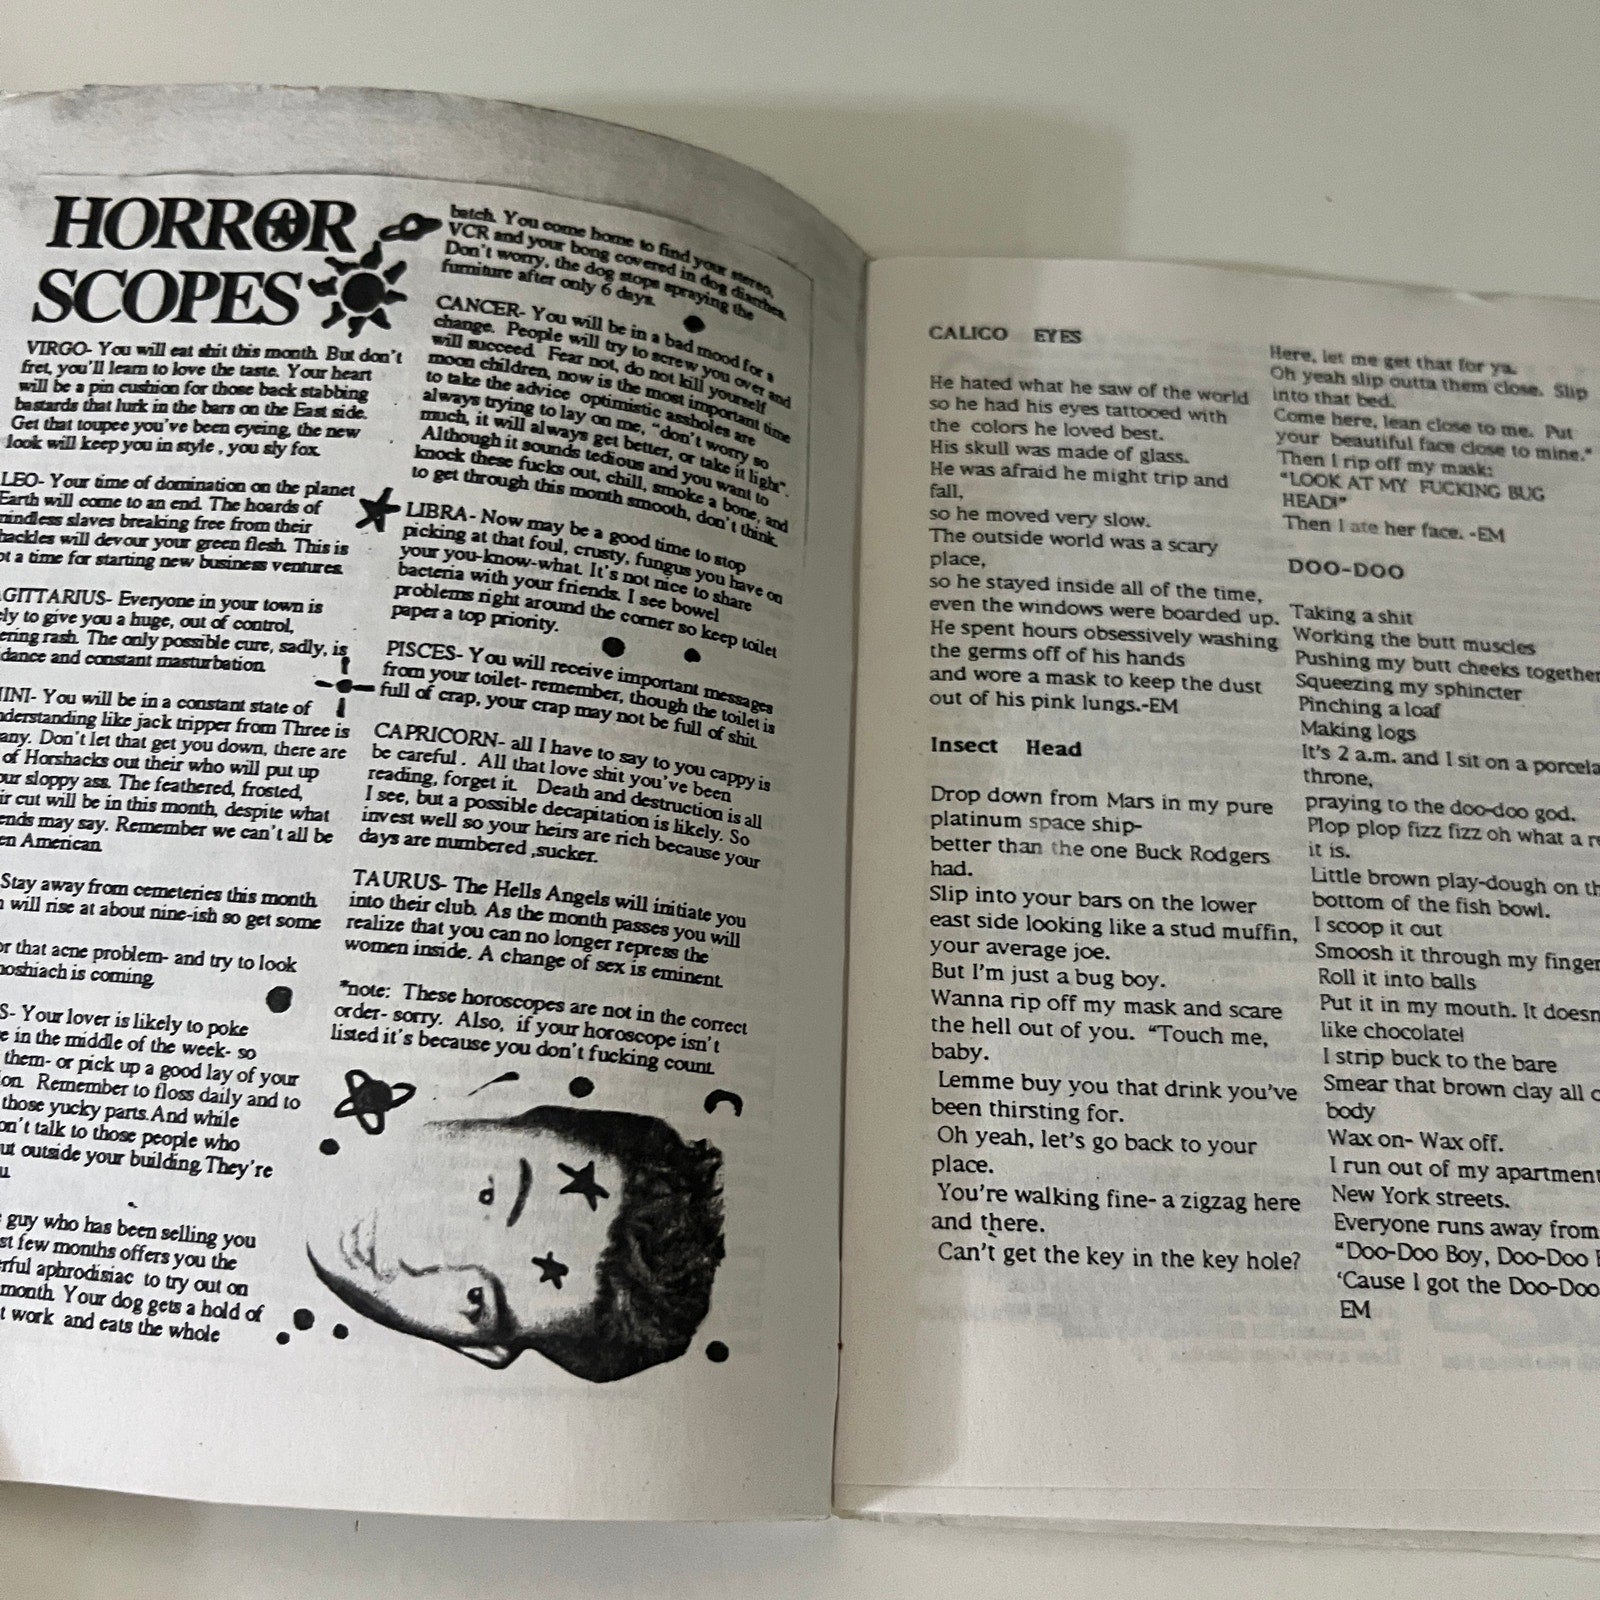 HORROR
SCOPES
VIRGO- You will eat shit this month. But don't
fret, you'll learn to love the taste. Your heart
will be a pin cushion for those back stabbing
bastards that lurk in the bars on the East side.
Get that toupee you've been eyeing, the new
look will keep you in style , you sly fox.
LEO- Your time of domination on the planet
Earth will come to an end. The hoards of
mindless slaves breaking free from their
shackles will devour your green flesh. This is
not a time for starting new business ventures.
SAGITTARIUS- Everyone in your town is
ly to give you a huge, out of control,
ering rash. The only possible cure, sadly, is
dance and constant masturbation.
INI- You will be in a constant state of
nderstanding like jack tripper from Three is
any. Don't let that get you down, there are
of Horshacks out their who will put up
our sloppy ass. The feathered, frosted,
ir cut will be in this month, despite what
ends may say. Remember we can't all be
en American.
Stay away from cemeteries this month
will rise at about nine-ish so get some
or that acne problem- and try to look
moshiach is coming.
S- Your lover is likely to poke
e in the middle of the week- so
them- or pick up a good lay of your
ion. Remember to floss daily and to
those yucky parts. And while
on't talk to those people who
ut outside your building. They're
u.
guy who has been selling you
st few months offers you the
rful aphrodisiac to try out on
month. Your dog gets a hold of
t work and eats the whole
batch. You come home to find your stereo,
VCR and your bong covered in dog diarrhea.
Don't worry, the dog stops spraying the
furniture after only 6 days.
CANCER- You will be in a bad mood for a
change. People will try to screw you over and
will succeed. Fear not, do not kill yourself
moon children, now is the most important time
to take the advice optimistic assholes are
always trying to lay on me, "don't worry so
much, it will always get better, or take it light".
Although it sounds tedious and you want to
knock these fucks out, chill, smoke a bone, and
to get through this month smooth, don't think.
LIBRA- Now may be a good time to stop
picking at that foul, crusty, fungus you have on
your you-know-what. It's not nice to share
bacteria with your friends. I see bowel
problems right around the corner so keep toilet
paper a top priority.
PISCES- You will receive important messages
from your toilet- remember, though the toilet is
full of crap, your crap may not be full of shit.
CAPRICORN- all I have to say to you cappy is
be careful . All that love shit you've been
reading, forget it. Death and destruction is all
I see, but a possible decapitation is likely. So
invest well so your heirs are rich because your
days are numbered ,sucker.
TAURUS- The Hells Angels will initiate you
into their club. As the month passes you will
realize that you can no longer repress the
women inside. A change of sex is eminent.
*note: These horoscopes are not in the correct
order- sorry. Also, if your horoscope isn't
listed it's because you don't fucking count.
CALICO EYES
He hated what he saw of the world
so he had his eyes tattooed with
the colors he loved best.
His skull was made of glass.
He was afraid he might trip and
fall,
so he moved very slow.
The outside world was a scary
place,
so he stayed inside all of the time,
even the windows were boarded up.
He spent hours obsessively washing
the germs off of his hands
and wore a mask to keep the dust
out of his pink lungs.-EM
Insect Head
Drop down from Mars in my pure
platinum space ship-
better than the one Buck Rodgers
had.
Slip into your bars on the lower
east side looking like a stud muffin,
your average joe.
But I'm just a bug boy.
Wanna rip off my mask and scare
the hell out of you. "Touch me,
baby.
Lemme buy you that drink you've
been thirsting for.
Oh yeah, let's go back to your
place.
You're walking fine- a zigzag here
and there.
Can't get the key in the key hole?
Here, let me get that for ya.
Oh yeah slip outta them close. Slip
into that bed.
Come here, lean close to me. Put
your beautiful face close to mine."
Then I rip off my mask:
"LOOK AT MY FUCKING BUG
HEAD!"
Then I ate her face. -EM
DOO-DOO
Taking a shit
Working the butt muscles
Pushing my butt cheeks together
Squeezing my sphincter
Pinching a loaf
Making logs
It's 2 a.m. and I sit on a porcela
throne,
praying to the doo-doo god.
Plop plop fizz fizz oh what a re
it is.
Little brown play-dough on th
bottom of the fish bowl.
I scoop it out
Smoosh it through my finger
Roll it into balls
Put it in my mouth. It doesn
like chocolate!
I strip buck to the bare
Smear that brown clay all o
body
Wax on- Wax off.
I run out of my apartment
New York streets.
Everyone runs away from
"Doo-Doo Boy, Doo-Doo B
'Cause I got the Doo-Doo
EM